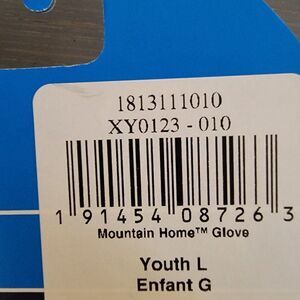 1813111010
XY0123 - 010
1 91454 08726 3
Mountain Home™ Glove
Youth L
Enfant G